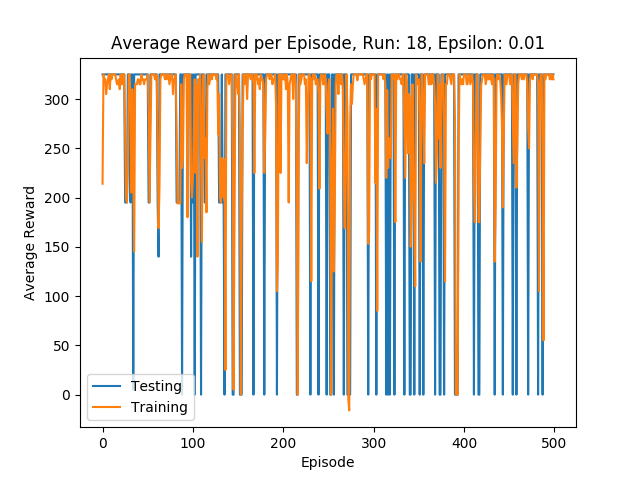 Average Reward per Episode, Run: 18, Epsilon: 0.01
Average Reward
300
250
200
150
100
50
0
Testing
Training
0 100 200 300 400 500
Episode